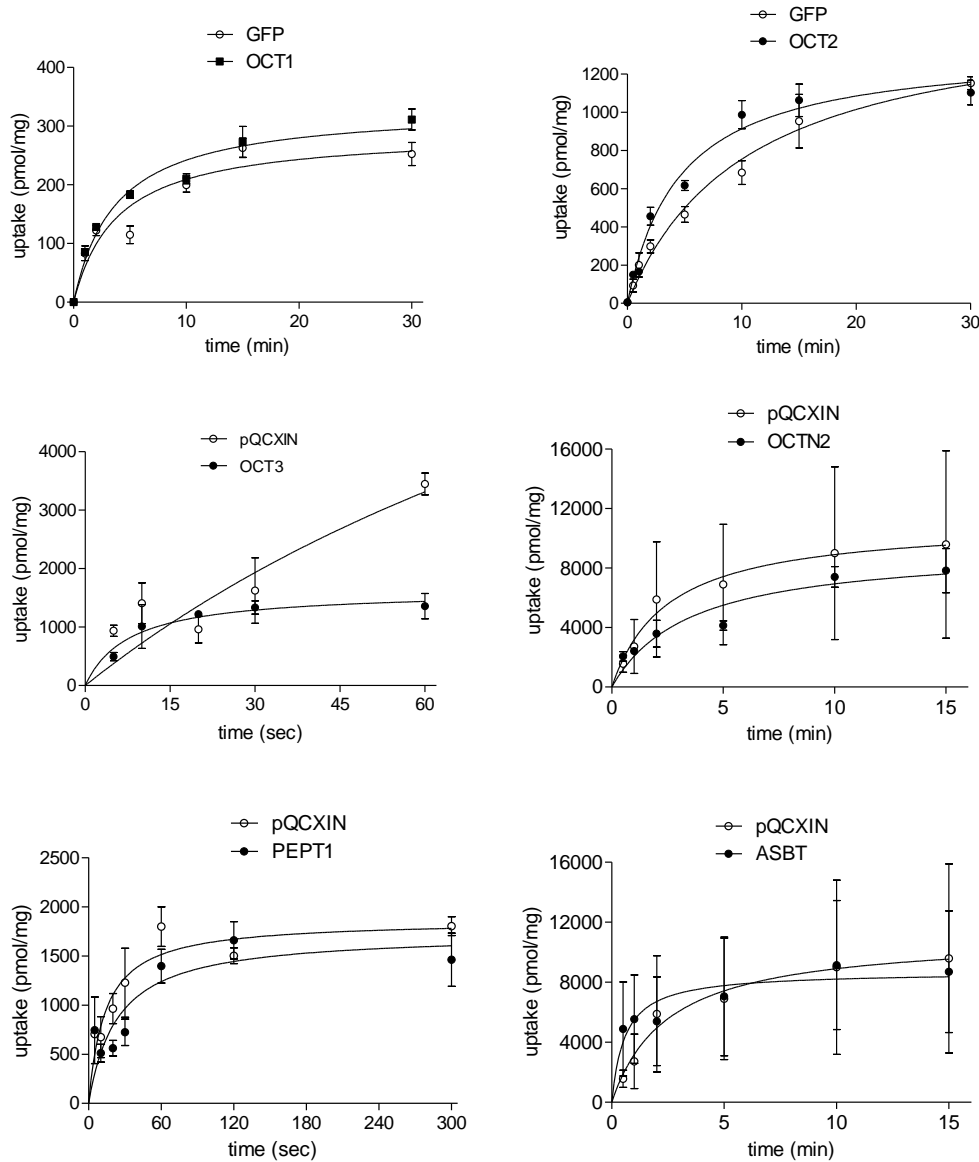 GFP
OCT1
400
300
200
100
0
uptake (pmol/mg)
0 10 20 30
time (min)
GFP
OCT2
1200
1000
800
600
400
200
0
uptake (pmol/mg)
0 10 20 30
time (min)
pQCXIN
OCT3
4000
3000
2000
1000
0
uptake (pmol/mg)
0 15 30 45 60
time (sec)
pQCXIN
OCTN2
16000
12000
8000
4000
0
uptake (pmol/mg)
0 5 10 15
time (min)
pQCXIN
PEPT1
2500
2000
1500
1000
500
0
uptake (pmol/mg)
0 60 120 180 240 300
time (sec)
pQCXIN
ASBT
16000
12000
8000
4000
0
uptake (pmol/mg)
0 5 10 15
time (min)